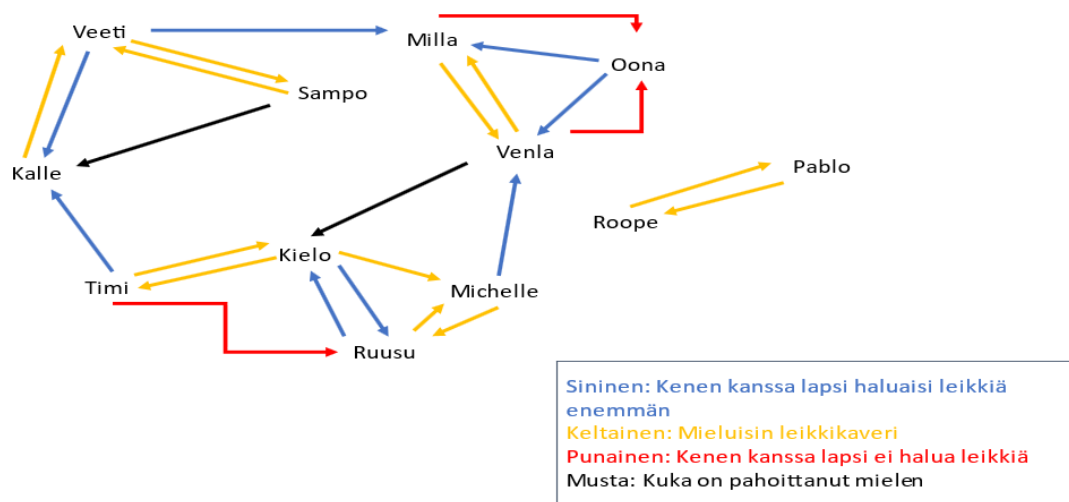 Veeti
Milla
Oona
Sampo
Venla
Kalle
Pablo
Roope
Kielo
Timi
Michelle
Ruusu
Sininen: Kenen kanssa lapsi haluaisi leikkiä
enemmän
Keltainen: Mieluisin leikkikaveri
Punainen: Kenen kanssa lapsi ei halua leikkiä
Musta: Kuka on pahoittanut mielen